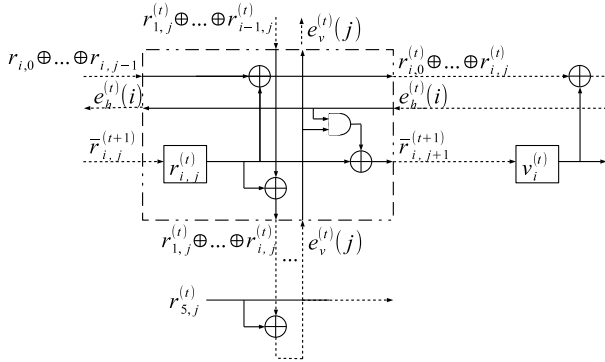 r_{1,j}^{(t)}⊕...⊕r_{i-1,j}^{(t)} e_v^{(t)}(j)
r_{i,0}⊕...⊕r_{i,j-1} r_{i,0}^{(t)}⊕...⊕r_{i,j}^{(t)}
e_h^{(t)}(i) e_h^{(t)}(i)
r̅_{i,j}^{(t+1)} r_{i,j}^{(t)} r̅_{i,j+1}^{(t+1)} v_i^{(t)}
r_{1,j}^{(t)}⊕...⊕r_{i,j}^{(t)} e_v^{(t)}(j)
...
r_{5,j}^{(t)}